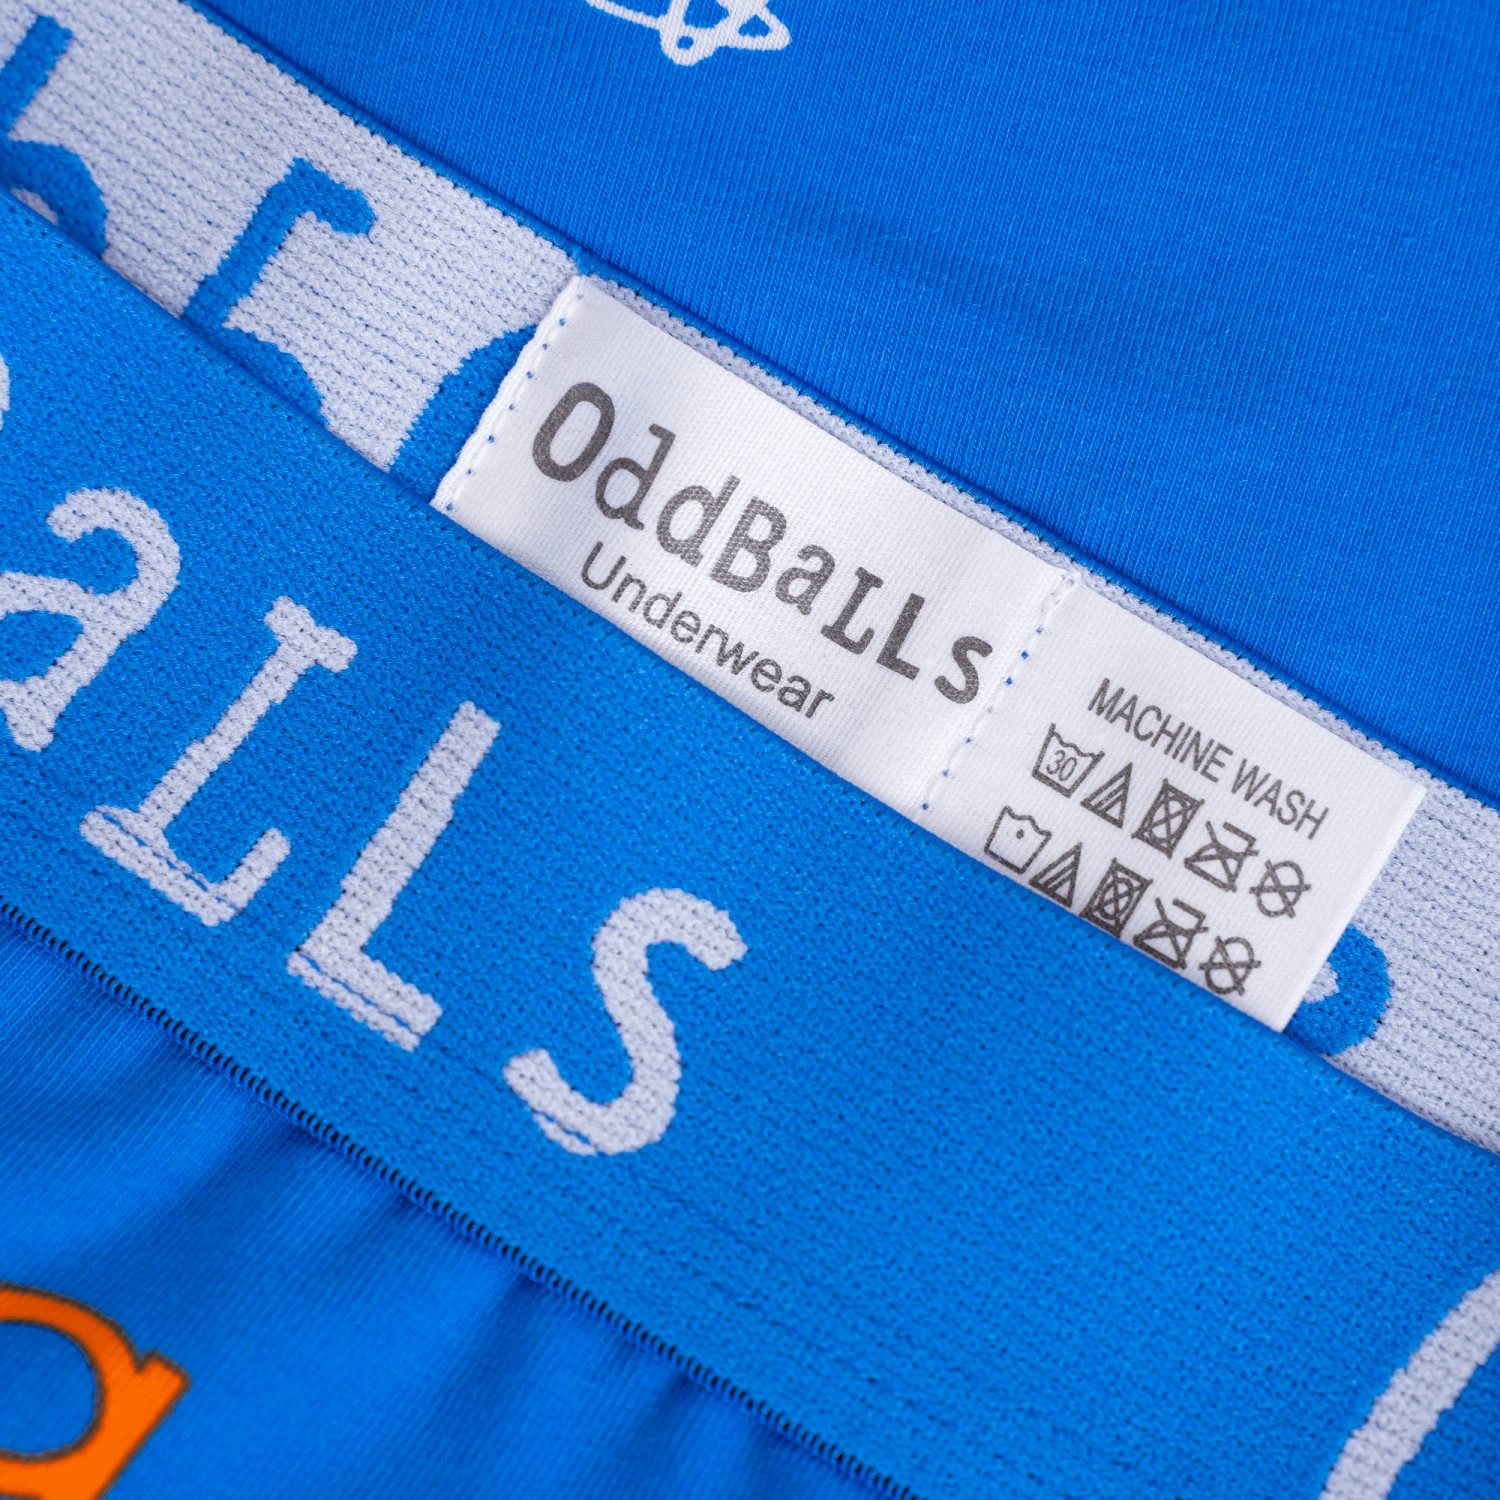 OddBaLLs
Underwear
MACHINE WASH
30
aLLs
a